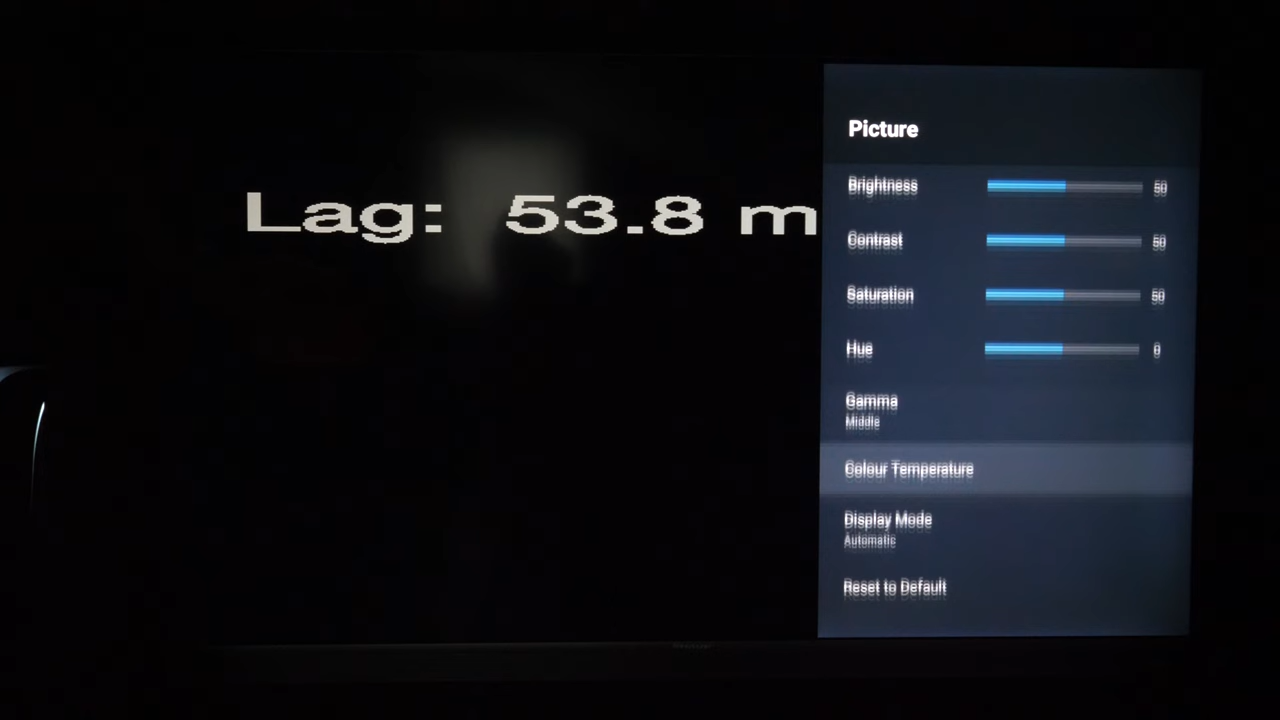 Lag: 53.8 m
Picture
Brightness 50
Contrast 50
Saturation 50
Hue 0
Gamma
Middle
Colour Temperature
Display Mode
Automatic
Reset to Default